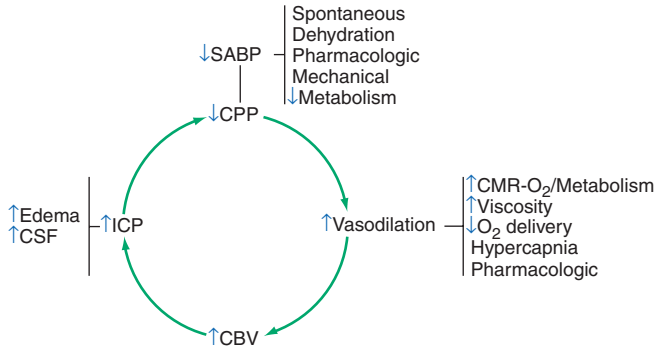 Spontaneous
Dehydration
↓SABP
Pharmacologic
Mechanical
↓Metabolism
↓CPP
↑CMR-O₂/Metabolism
↑Viscosity
↓O₂ delivery
Hypercapnia
Pharmacologic
↑Vasodilation
↑Edema
↑CSF
↑ICP
↑CBV